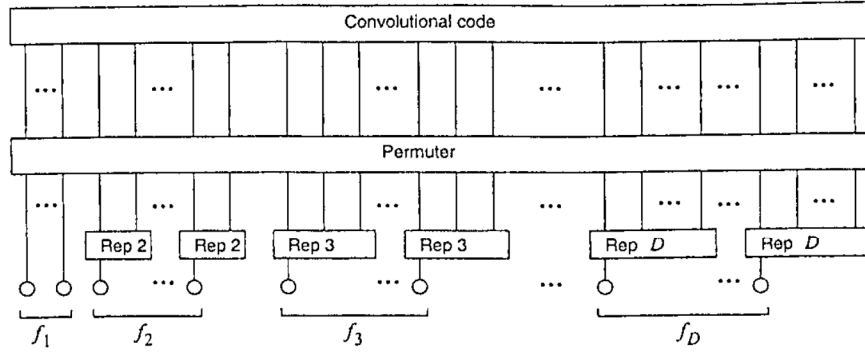 Convolutional code
... ... ... ... ... ... ...
Permuter
... ... ... ... ... ... ...
Rep 2 Rep 2 Rep 3 Rep 3 Rep D Rep D
... ... ... ...
f1 f2 f3 fD